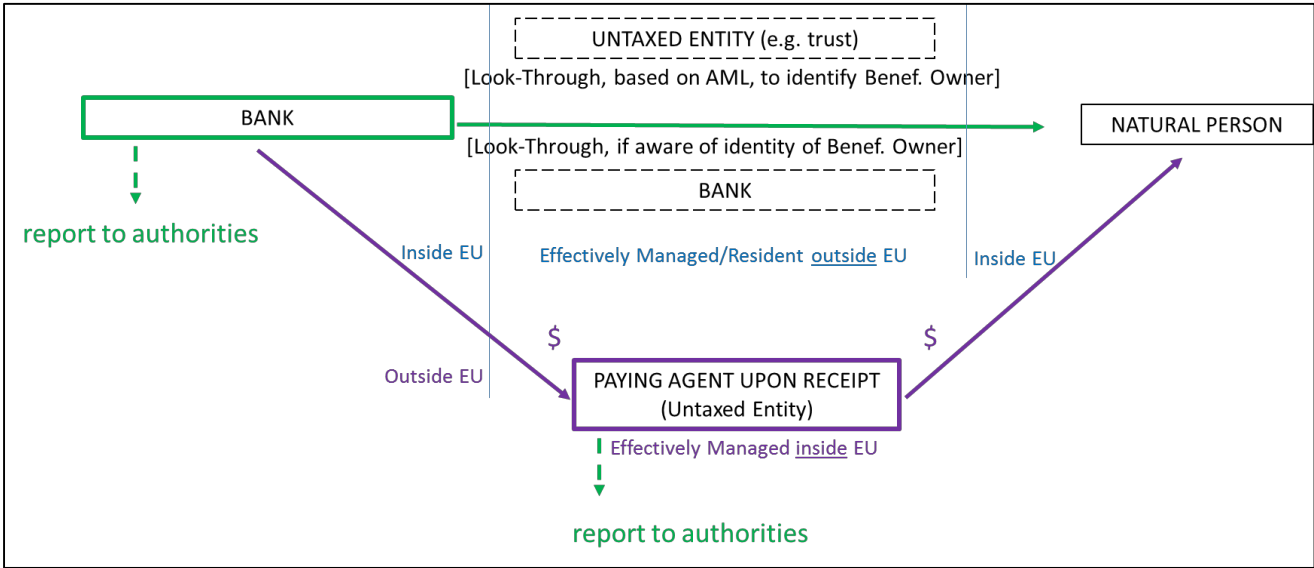 UNTAXED ENTITY (e.g. trust)
[Look-Through, based on AML, to identify Benef. Owner]
BANK
NATURAL PERSON
[Look-Through, if aware of identity of Benef. Owner]
BANK
report to authorities
Inside EU
Effectively Managed/Resident outside EU
Inside EU
$
$
Outside EU
PAYING AGENT UPON RECEIPT
(Untaxed Entity)
Effectively Managed inside EU
report to authorities